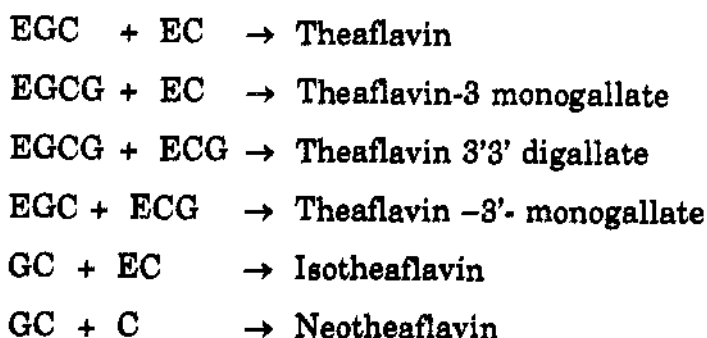 EGC + EC → Theaflavin
EGCG + EC → Theaflavin-3 monogallate
EGCG + ECG → Theaflavin 3'3' digallate
EGC + ECG → Theaflavin –3'- monogallate
GC + EC → Isotheaflavin
GC + C → Neotheaflavin